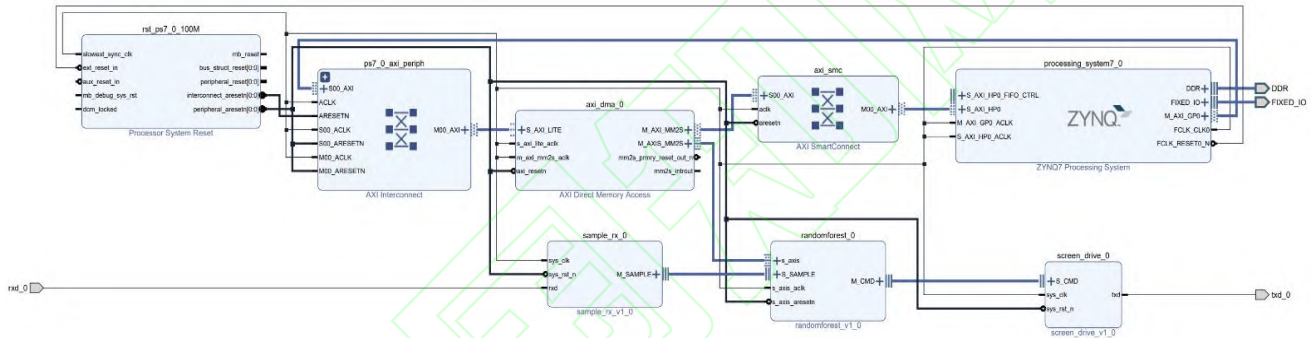 rst_ps7_0_100M
slowest_sync_clk
ext_reset_in
aux_reset_in
mb_debug_sys_rst
dcm_locked
mb_reset
bus_struct_reset[0:0]
peripheral_reset[0:0]
interconnect_aresetn[0:0]
peripheral_aresetn[0:0]
Processor System Reset
ps7_0_axi_periph
S00_AXI
ACLK
ARESETN
S00_ACLK
S00_ARESETN
M00_ACLK
M00_ARESETN
M00_AXI
AXI Interconnect
axi_dma_0
S_AXI_LITE
s_axi_lite_aclk
m_axi_mm2s_aclk
axi_resetn
M_AXI_MM2S
M_AXIS_MM2S
mm2s_prmry_reset_out_n
mm2s_introut
AXI Direct Memory Access
axi_smc
S00_AXI
aclk
aresetn
M00_AXI
AXI SmartConnect
processing_system7_0
S_AXI_HP0_FIFO_CTRL
S_AXI_HP0
M_AXI_GP0_ACLK
S_AXI_HP0_ACLK
ZYNQ
DDR
FIXED_IO
M_AXI_GP0
FCLK_CLK0
FCLK_RESET0_N
ZYNQ7 Processing System
DDR
FIXED_IO
rxd_0
sample_rx_0
sys_clk
sys_rst_n
rxd
M_SAMPLE
sample_rx_v1_0
randomforest_0
s_axis
S_SAMPLE
s_axis_aclk
s_axis_aresetn
M_CMD
randomforest_v1_0
screen_drive_0
S_CMD
sys_clk
sys_rst_n
txd
screen_drive_v1_0
txd_0